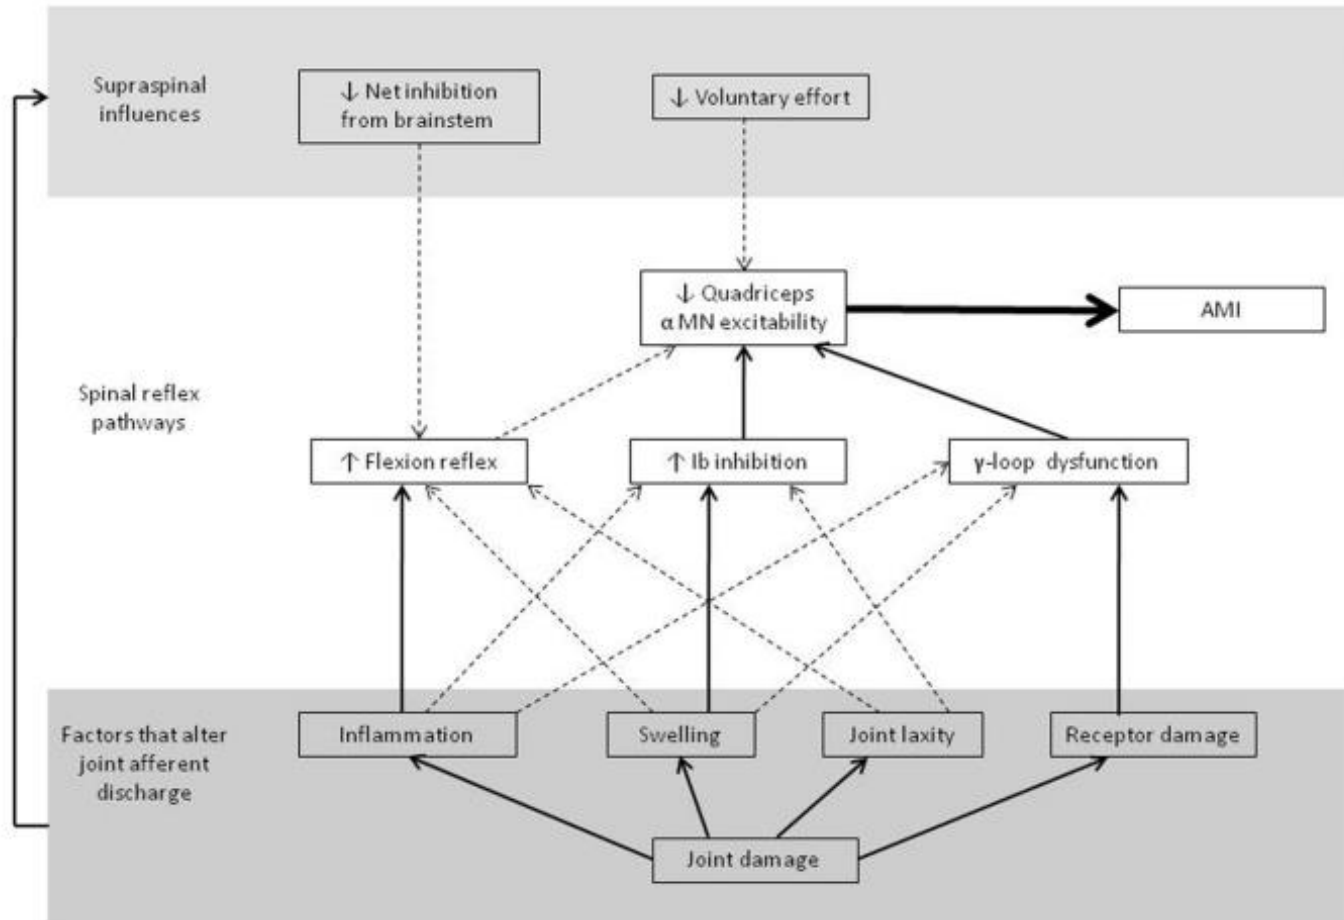 Supraspinal
influences
↓ Net inhibition
from brainstem
↓ Voluntary effort
↓ Quadriceps
α MN excitability
AMI
Spinal reflex
pathways
↑ Flexion reflex
↑ Ib inhibition
γ-loop dysfunction
Factors that alter
joint afferent
discharge
Inflammation
Swelling
Joint laxity
Receptor damage
Joint damage